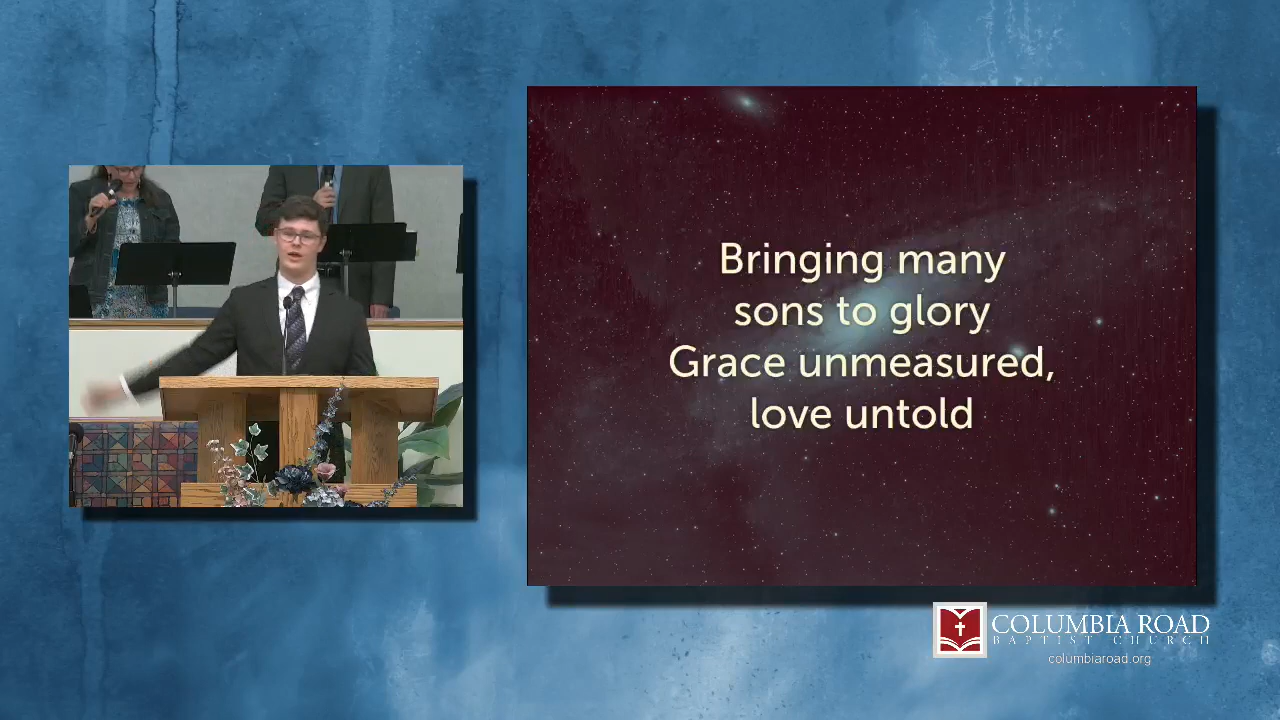 Bringing many
sons to glory
Grace unmeasured,
love untold
COLUMBIA ROAD
BAPTIST CHURCH
columbiaroad.org